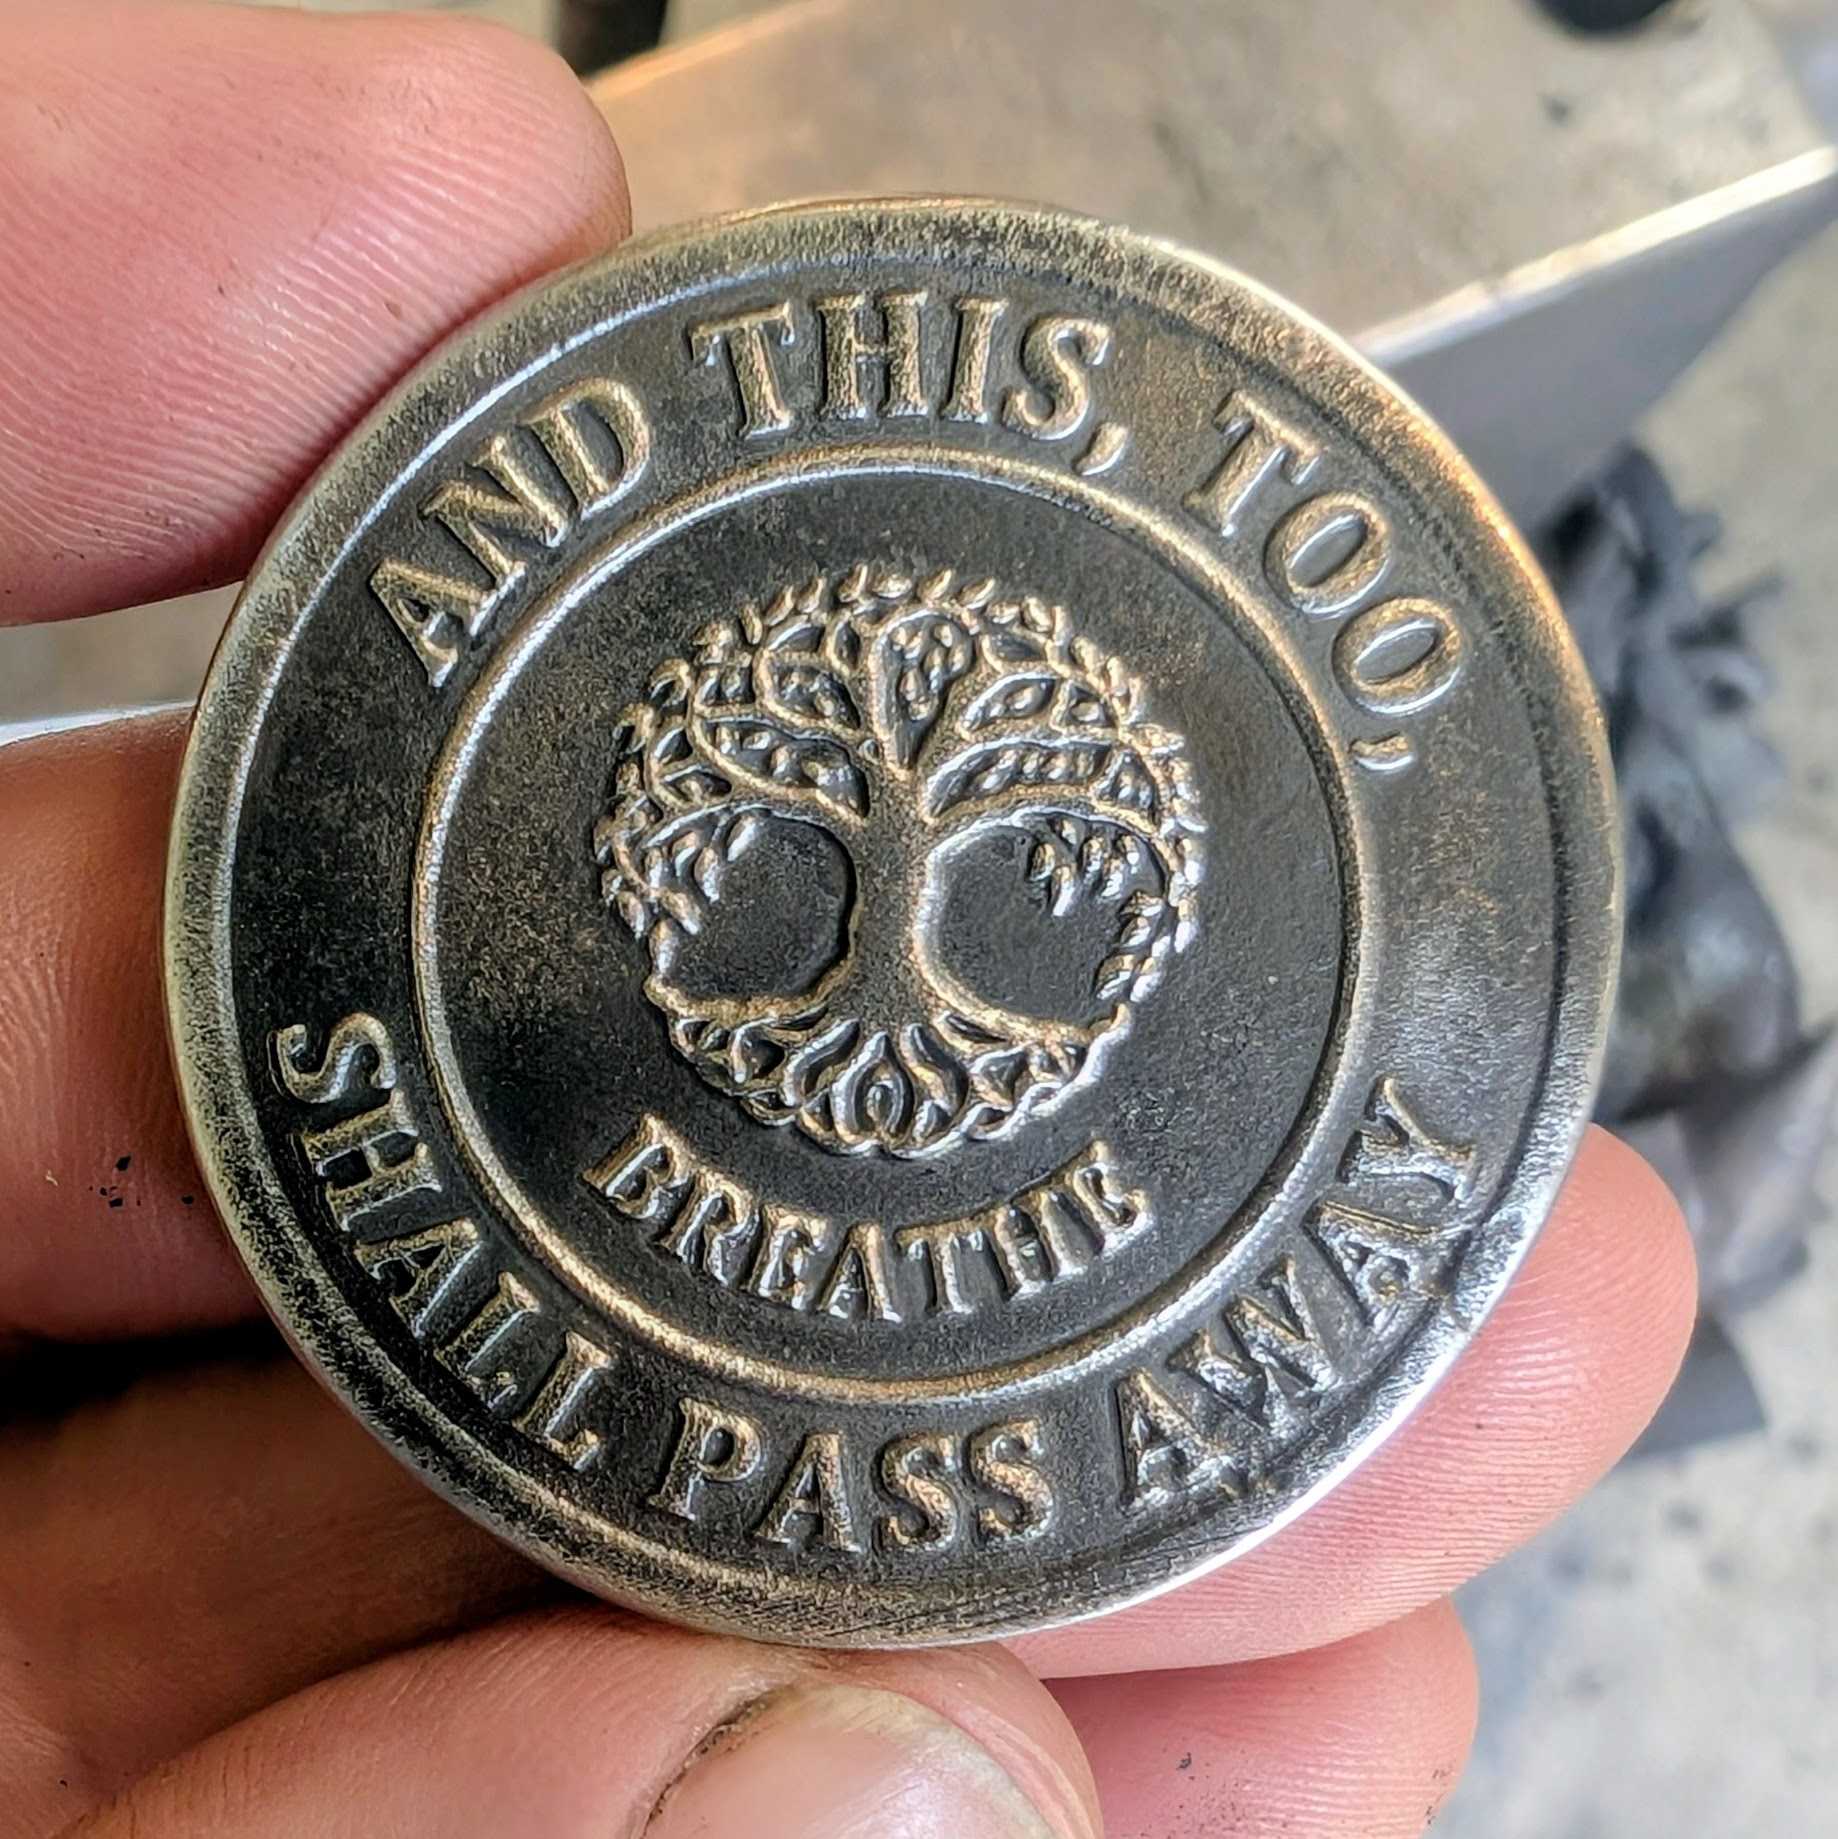 AND THIS, TOO,
SHALL PASS AWAY
BREATHE